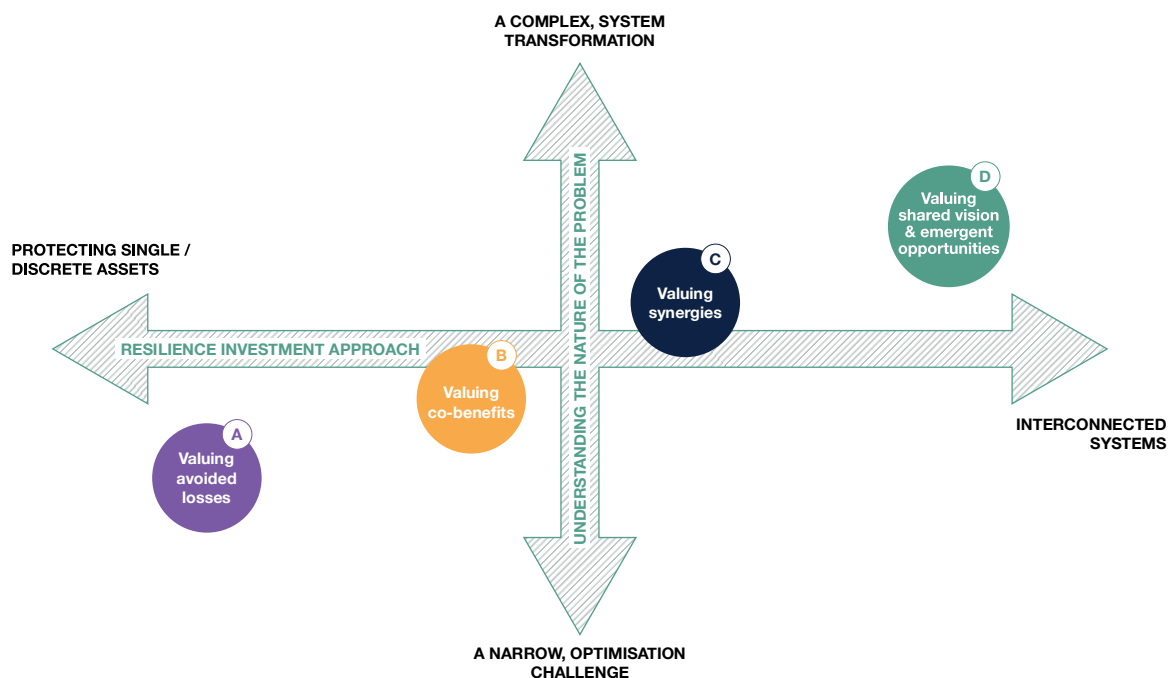 A COMPLEX, SYSTEM
TRANSFORMATION
PROTECTING SINGLE /
DISCRETE ASSETS
RESILIENCE INVESTMENT APPROACH
UNDERSTANDING THE NATURE OF THE PROBLEM
A
Valuing
avoided
losses
B
Valuing
co-benefits
C
Valuing
synergies
D
Valuing
shared vision
& emergent
opportunities
INTERCONNECTED
SYSTEMS
A NARROW, OPTIMISATION
CHALLENGE